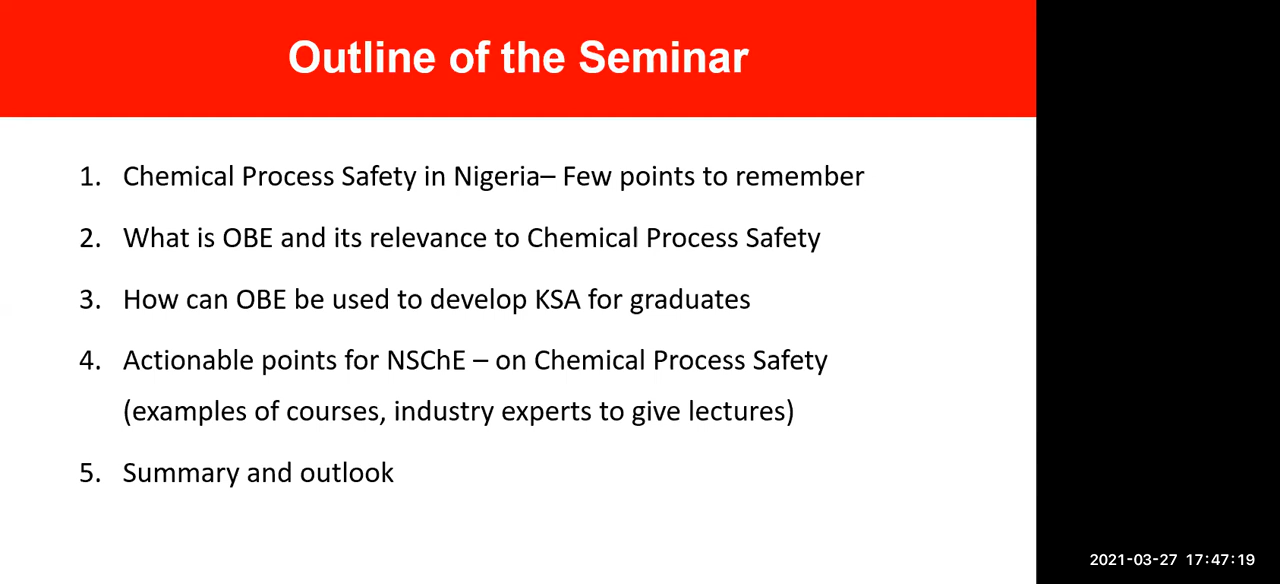 Outline of the Seminar
1. Chemical Process Safety in Nigeria– Few points to remember
2. What is OBE and its relevance to Chemical Process Safety
3. How can OBE be used to develop KSA for graduates
4. Actionable points for NSChE – on Chemical Process Safety
(examples of courses, industry experts to give lectures)
5. Summary and outlook
2021-03-27 17:47:19